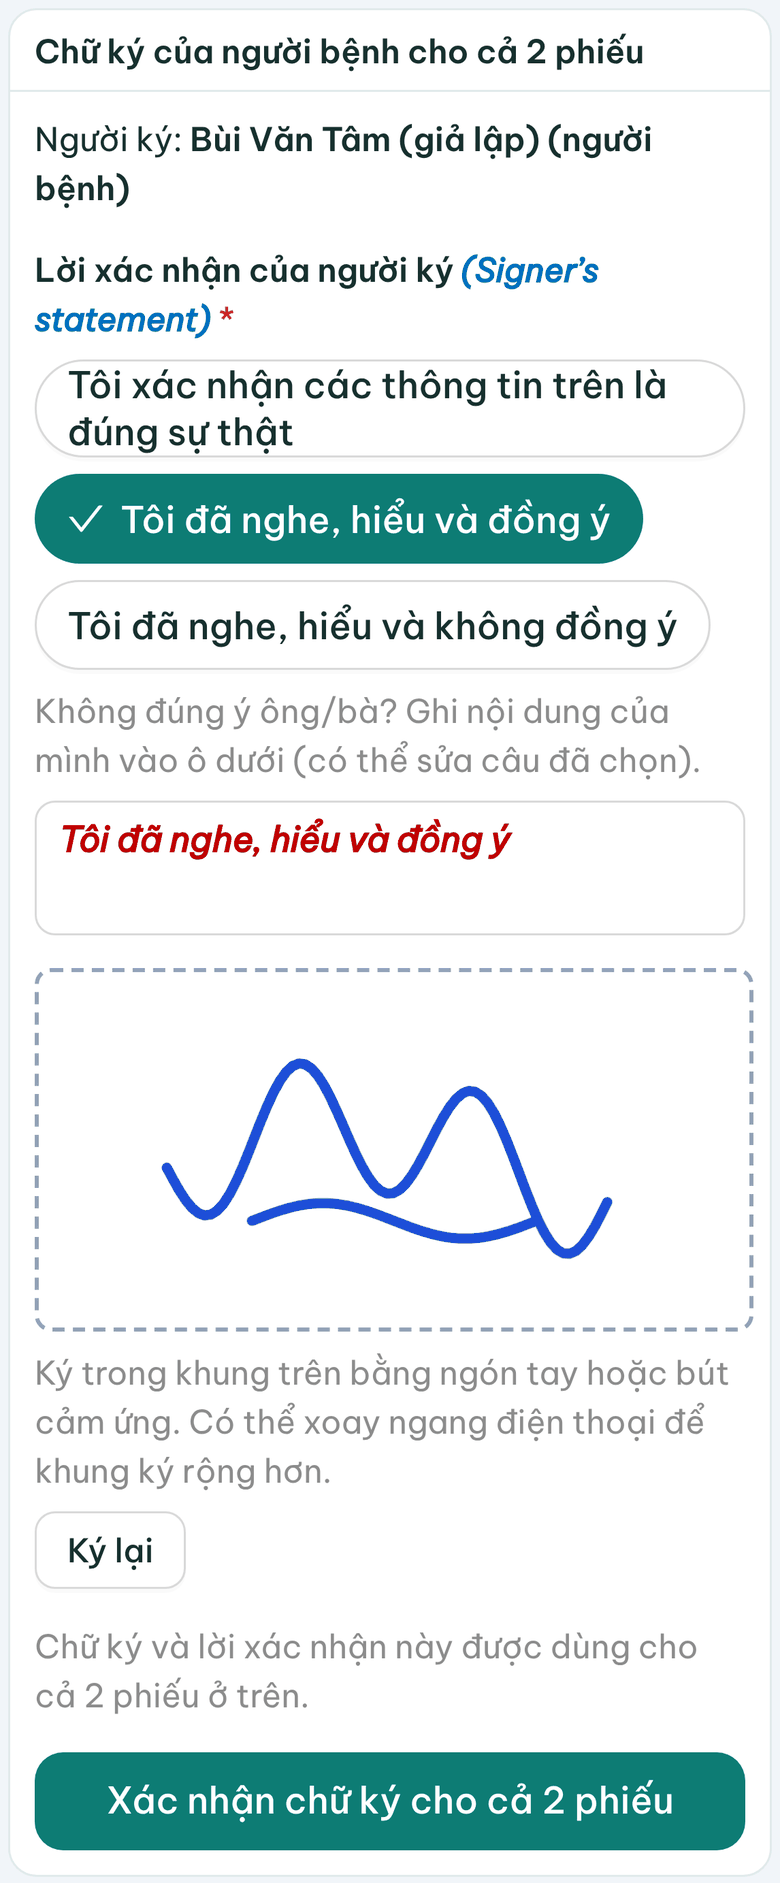 Chữ ký của người bệnh cho cả 2 phiếu
Người ký: Bùi Văn Tâm (giả lập) (người
bệnh)
Lời xác nhận của người ký (Signer’s
statement) *
Tôi xác nhận các thông tin trên là
đúng sự thật
✓ Tôi đã nghe, hiểu và đồng ý
Tôi đã nghe, hiểu và không đồng ý
Không đúng ý ông/bà? Ghi nội dung của
mình vào ô dưới (có thể sửa câu đã chọn).
Tôi đã nghe, hiểu và đồng ý
Ký trong khung trên bằng ngón tay hoặc bút
cảm ứng. Có thể xoay ngang điện thoại để
khung ký rộng hơn.
Ký lại
Chữ ký và lời xác nhận này được dùng cho
cả 2 phiếu ở trên.
Xác nhận chữ ký cho cả 2 phiếu